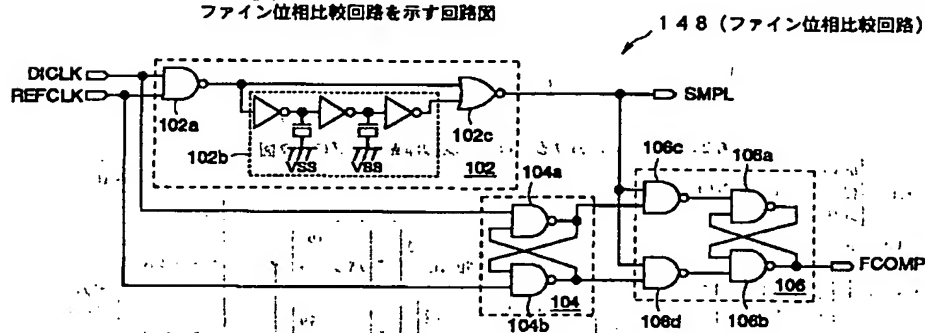 ファイン位相比較回路を示す回路図
148(ファイン位相比較回路)
DICLK
REFCLK
SMPL
102a
102b
102c
VSS
VSS
102
106c
106a
104a
FCOMP
104
106
104b
106d
106b